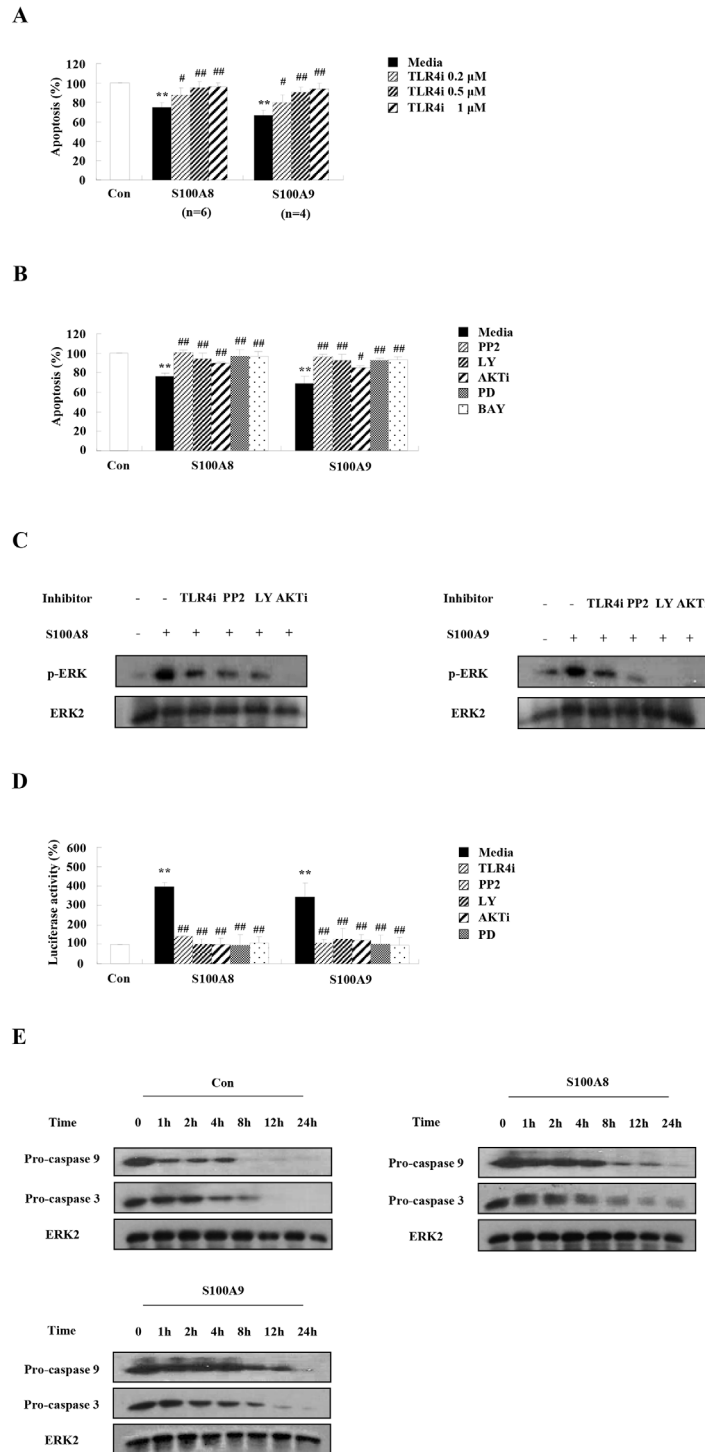 A
Apoptosis (%)
120
100
80
60
40
20
0
** # ## ##
** # ## ##
Con S100A8 S100A9
(n=6) (n=4)
Media
TLR4i 0.2 µM
TLR4i 0.5 µM
TLR4i 1 µM
B
Apoptosis (%)
120
100
80
60
40
20
0
** ## ## ## ## ##
** ## ## # ## ##
Con S100A8 S100A9
Media
PP2
LY
AKTi
PD
BAY
C
Inhibitor - - TLR4i PP2 LY AKTi
S100A8 - + + + + +
p-ERK
ERK2
Inhibitor - - TLR4i PP2 LY AKTi
S100A9 - + + + + +
p-ERK
ERK2
D
Luciferase activity (%)
600
500
400
300
200
100
0
** ## ## ## ## ##
** ## ## ## ## ##
Con S100A8 S100A9
Media
TLR4i
PP2
LY
AKTi
PD
E
Con
Time 0 1h 2h 4h 8h 12h 24h
Pro-caspase 9
Pro-caspase 3
ERK2
S100A8
Time 0 1h 2h 4h 8h 12h 24h
Pro-caspase 9
Pro-caspase 3
ERK2
S100A9
Time 0 1h 2h 4h 8h 12h 24h
Pro-caspase 9
Pro-caspase 3
ERK2